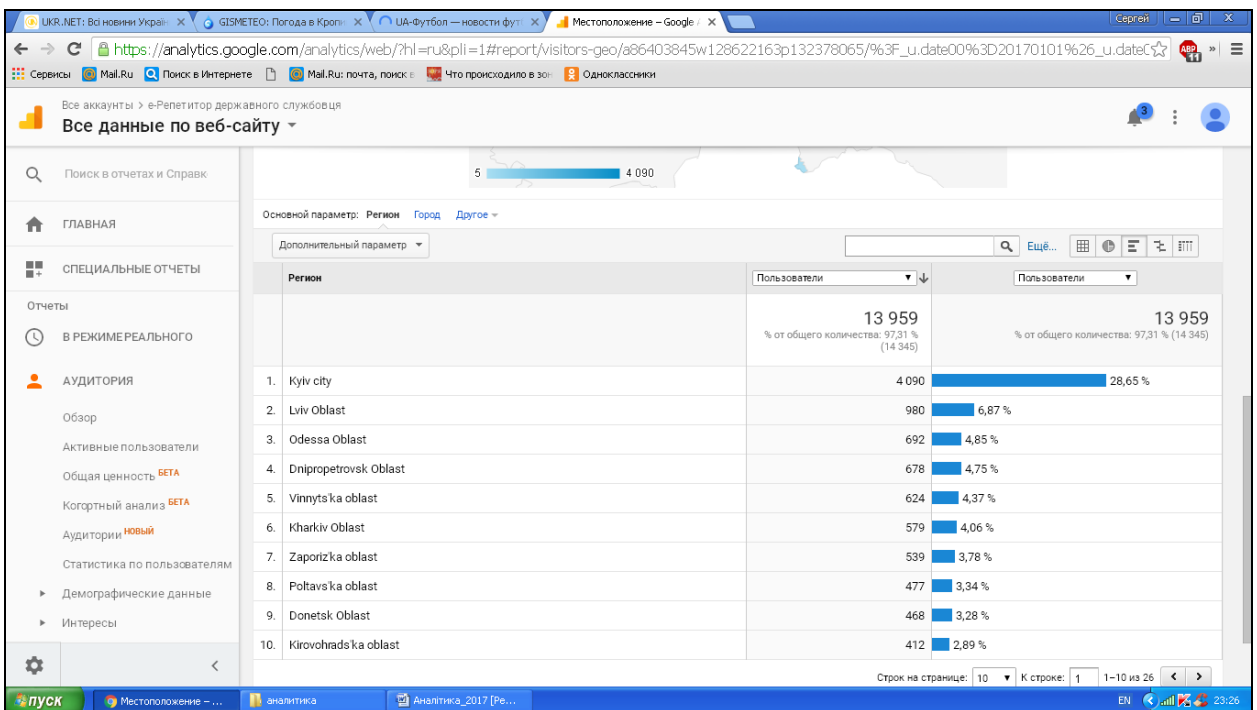 UKR.NET: Всі новини Украї
GISMETEO: Погода в Кропи
UA-Футбол — новости фут
Местоположение – Google
Сергей
https://analytics.google.com/analytics/web/?hl=ru&pli=1#report/visitors-geo/a86403845w128622163p132378065/%3F_u.date00%3D20170101%26_u.date
ABP
11
Сервисы
Mail.Ru
Поиск в Интернете
Mail.Ru: почта, поиск в
Что происходило в зон
Одноклассники
Все аккаунты > е-Репетитор державного службовця
Все данные по веб-сайту
3
Поиск в отчетах и Справк
ГЛАВНАЯ
СПЕЦИАЛЬНЫЕ ОТЧЕТЫ
Отчеты
В РЕЖИМЕ РЕАЛЬНОГО
АУДИТОРИЯ
Обзор
Активные пользователи
Общая ценность БЕТА
Когортный анализ БЕТА
Аудитории НОВЫЙ
Статистика по пользователям
Демографические данные
Интересы
5 4 090
Основной параметр: Регион Город Другое
Дополнительный параметр
Ещё...
Регион Пользователи Пользователи
13 959 13 959
% от общего количества: 97,31 % % от общего количества: 97,31 % (14 345)
(14 345)
1. Kyiv city 4 090 28,65 %
2. Lviv Oblast 980 6,87 %
3. Odessa Oblast 692 4,85 %
4. Dnipropetrovsk Oblast 678 4,75 %
5. Vinnyts'ka oblast 624 4,37 %
6. Kharkiv Oblast 579 4,06 %
7. Zaporiz'ka oblast 539 3,78 %
8. Poltavs'ka oblast 477 3,34 %
9. Donetsk Oblast 468 3,28 %
10. Kirovohrads'ka oblast 412 2,89 %
Строк на странице: 10 К строке: 1 1–10 из 26
пуск
Местоположение – ...
аналитика
Аналітика_2017 [Ре...
EN
23:26